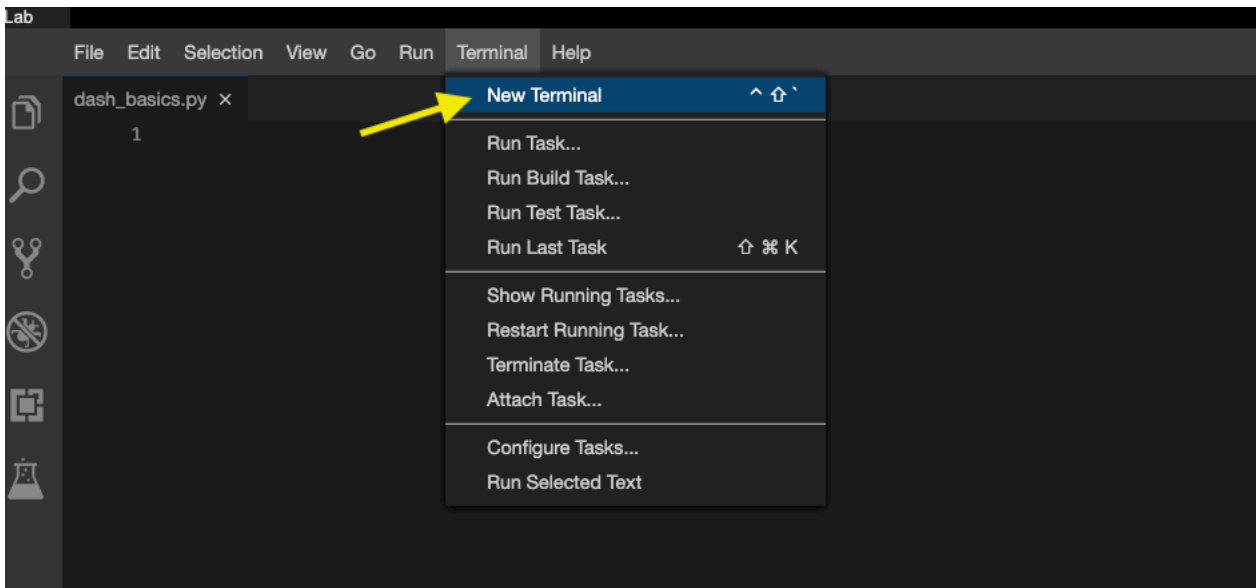 Lab
File Edit Selection View Go Run Terminal Help
dash_basics.py ×
1
New Terminal ^ ⇧ `
Run Task...
Run Build Task...
Run Test Task...
Run Last Task ⇧ ⌘ K
Show Running Tasks...
Restart Running Task...
Terminate Task...
Attach Task...
Configure Tasks...
Run Selected Text